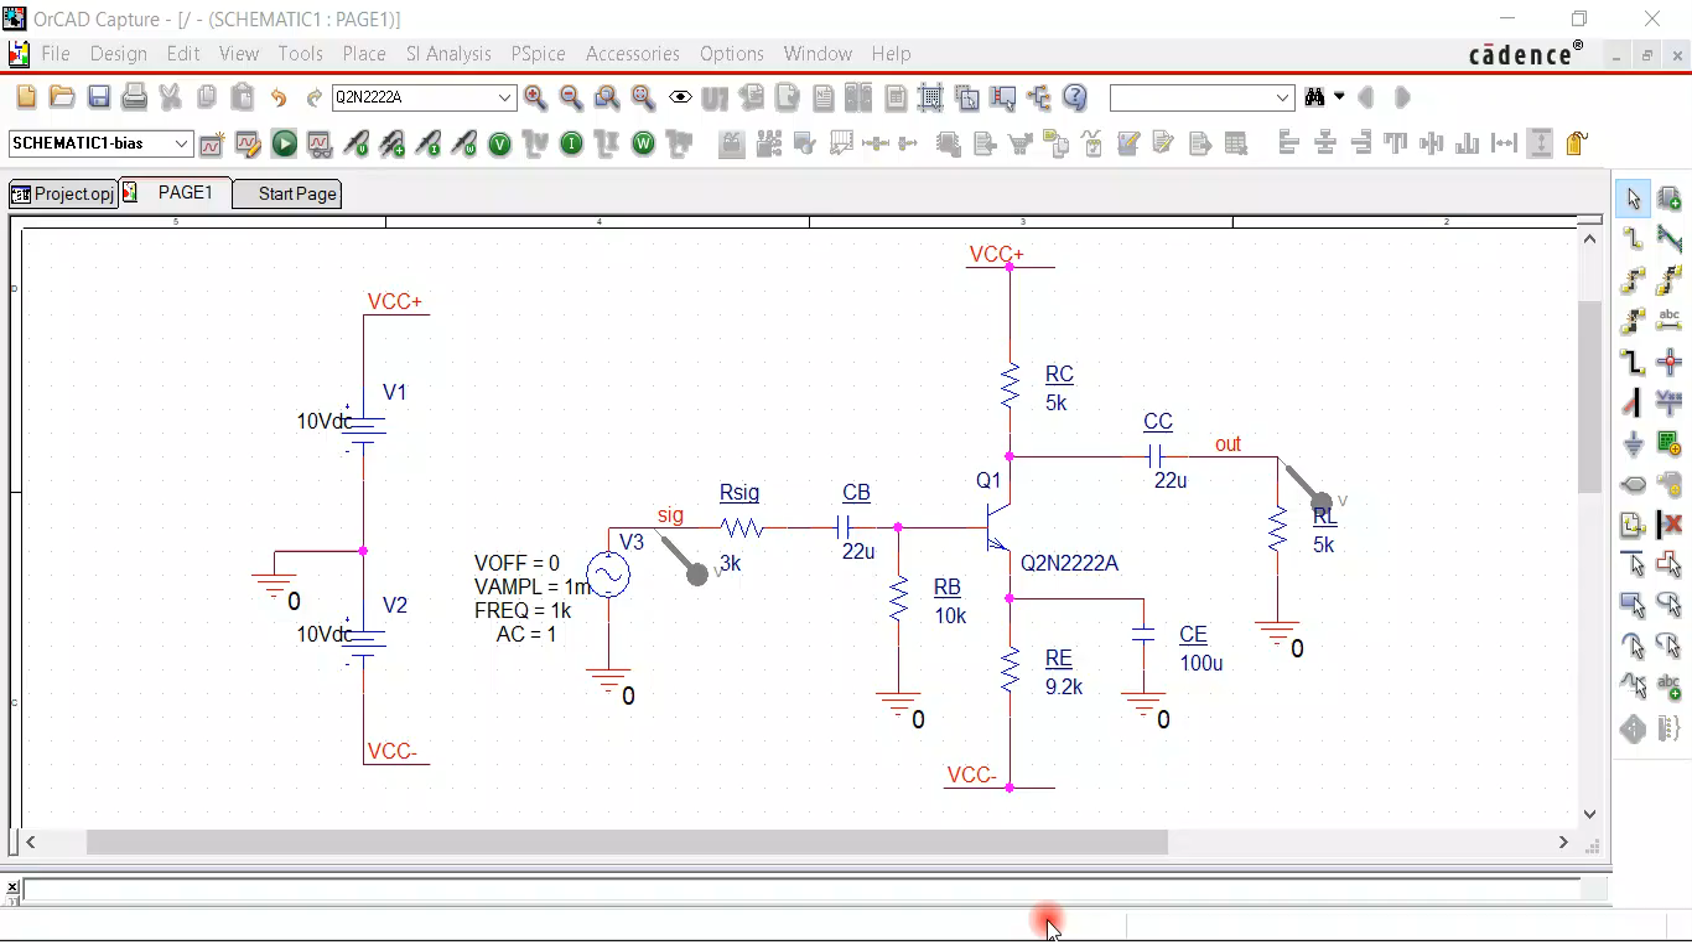 OrCAD Capture - [/ - (SCHEMATIC1 : PAGE1)]
File Design Edit View Tools Place SI Analysis PSpice Accessories Options Window Help
cādence®
Q2N2222A
SCHEMATIC1-bias
Project.opj PAGE1 Start Page
5 4 3 2
VCC+
VCC+
V1
10Vdc
RC
5k
CC
22u
out
V
RL
5k
0
Q1
Q2N2222A
Rsig
3k
CB
22u
sig
V
V3
VOFF = 0
VAMPL = 1m
FREQ = 1k
AC = 1
0
0
V2
10Vdc
RB
10k
0
RE
9.2k
CE
100u
0
VCC-
VCC-
D
C
abc
abc